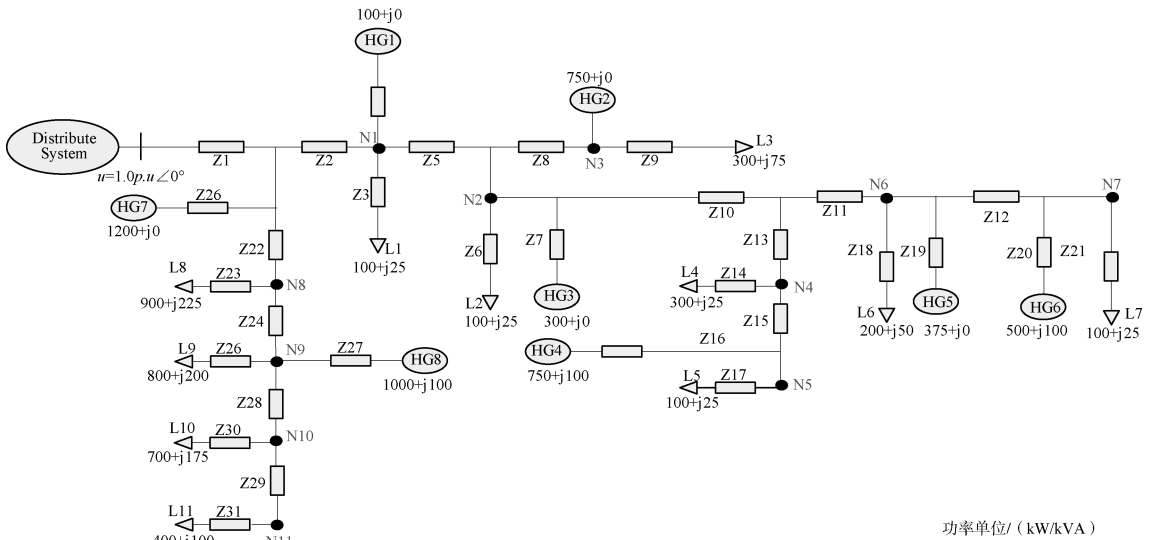 100+j0
HG1
750+j0
HG2
Distribute
System
Z1
Z2
N1
Z5
Z8
N3
Z9
L3
300+j75
u=1.0p.u∠0°
HG7
Z26
1200+j0
Z3
L1
100+j25
N2
Z6
L2
100+j25
Z7
HG3
300+j0
Z10
Z11
N6
Z12
N7
Z13
Z18
Z19
Z20
Z21
L4
Z14
N4
300+j25
HG5
375+j0
HG6
500+j100
L6
200+j50
L7
100+j25
Z15
Z16
HG4
750+j100
L5
Z17
N5
100+j25
Z22
L8
Z23
N8
900+j225
Z24
L9
Z26
N9
Z27
HG8
800+j200
1000+j100
Z28
L10
Z30
N10
700+j175
Z29
L11
Z31
400+j100
N11
功率单位/（kW/kVA）